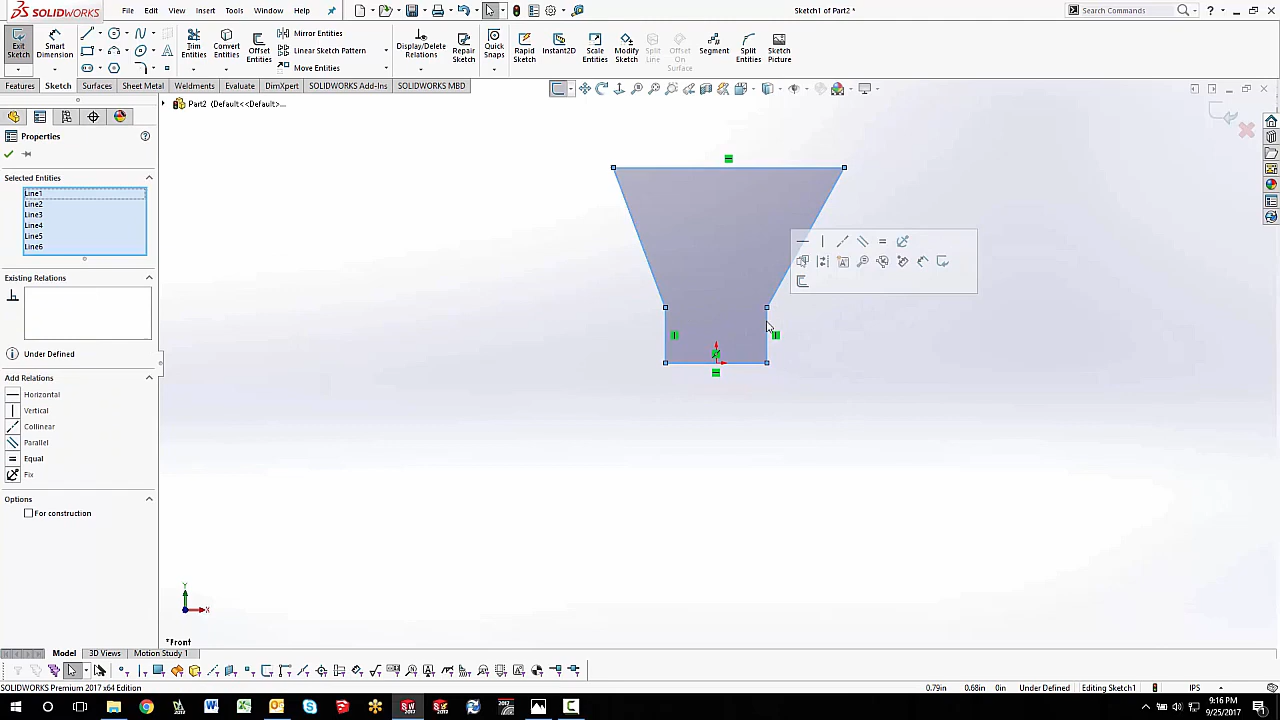 SOLIDWORKS
File Edit View Insert Tools Window Help
Sketch1 of Part2 *
Search Commands
Exit Sketch
Smart Dimension
Trim Entities
Convert Entities
Offset Entities
Mirror Entities
Linear Sketch Pattern
Move Entities
Display/Delete Relations
Repair Sketch
Quick Snaps
Rapid Sketch
Instant2D
Scale Entities
Modify Sketch
Split Line
Offset On Surface
Segment
Split Entities
Sketch Picture
Features Sketch Surfaces Sheet Metal Weldments Evaluate DimXpert SOLIDWORKS Add-Ins SOLIDWORKS MBD
Part2 (Default<<Default>...
Properties
Selected Entities
Line1
Line2
Line3
Line4
Line5
Line6
Existing Relations
Under Defined
Add Relations
Horizontal
Vertical
Collinear
Parallel
Equal
Fix
Options
For construction
Y
X
*Front
Model 3D Views Motion Study 1
SOLIDWORKS Premium 2017 x64 Edition
0.79in 0.68in 0in Under Defined Editing Sketch1 IPS
9:16 PM
9/25/2017